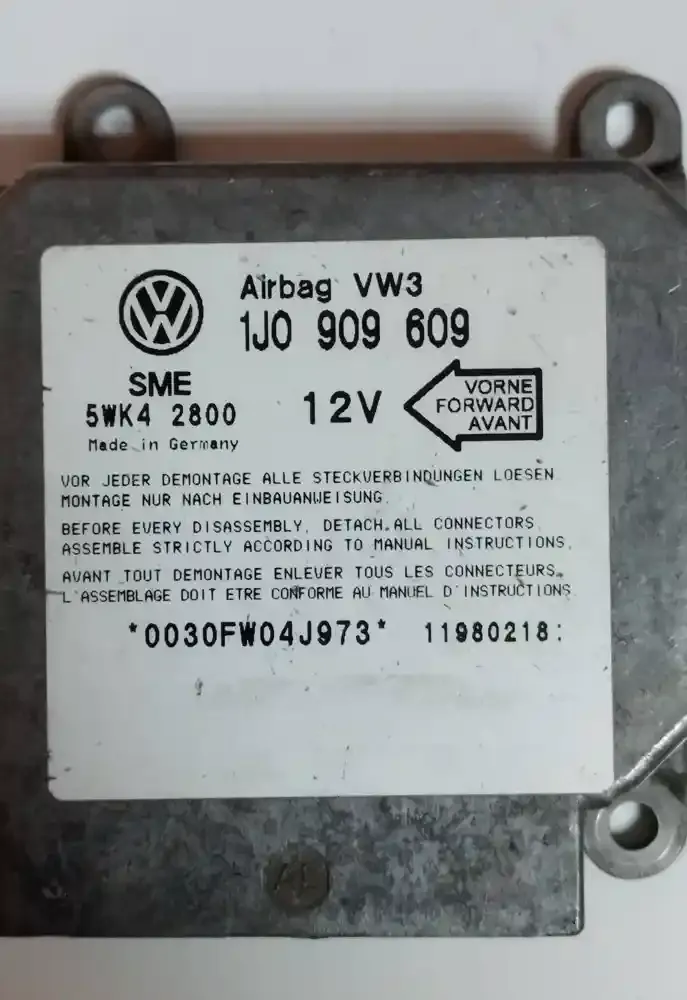 Airbag VW3
1J0 909 609
SME
5WK4 2800
12V
VORNE
FORWARD
AVANT
Made in Germany
VOR JEDER DEMONTAGE ALLE STECKVERBINDUNGEN LOESEN
MONTAGE NUR NACH EINBAUANWEISUNG.
BEFORE EVERY DISASSEMBLY, DETACH ALL CONNECTORS.
ASSEMBLE STRICTLY ACCORDING TO MANUAL INSTRUCTIONS.
AVANT TOUT DEMONTAGE ENLEVER TOUS LES CONNECTEURS.
L'ASSEMBLAGE DOIT ETRE CONFORME AU MANUEL D'INSTRUCTIONS
*0030FW04J973* 11980218: